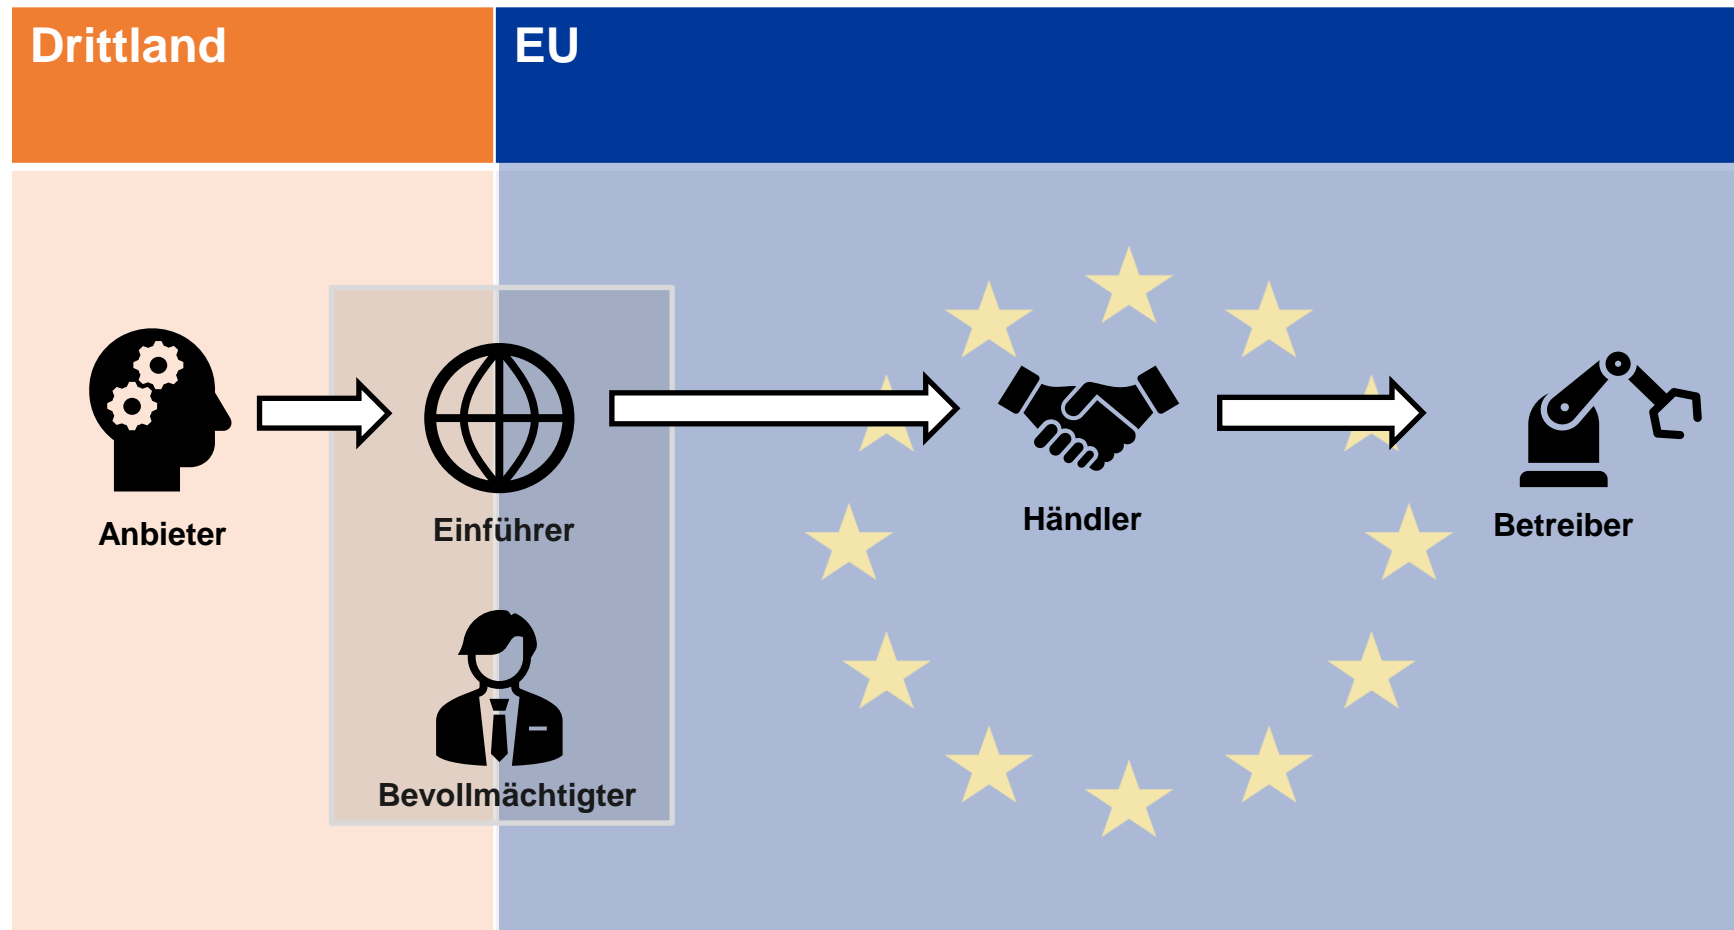 Drittland
EU
Anbieter
Einführer
Händler
Betreiber
Bevollmächtigter